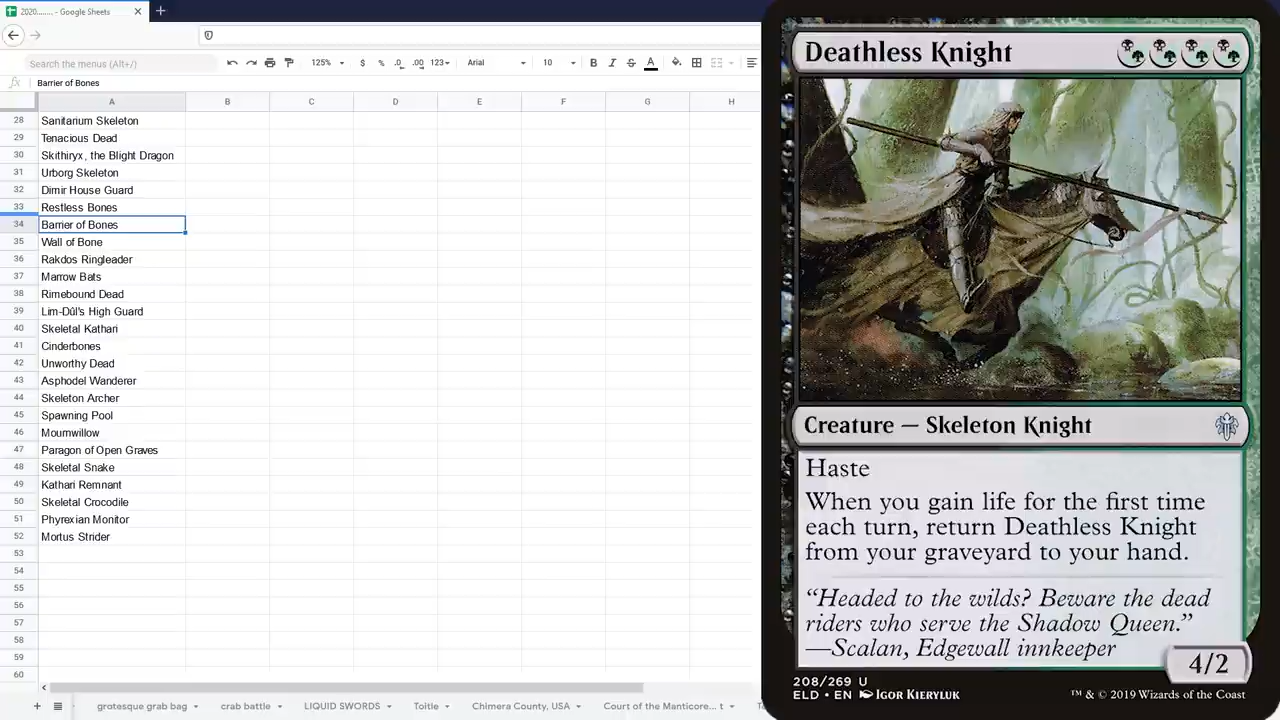 2020........ - Google Sheets
Search the menus (Alt+/)
125%
$ % .0 .00 123
Arial
10
B I S A
fx Barrier of Bones
A B C D E F G H
28 Sanitarium Skeleton
29 Tenacious Dead
30 Skithiryx, the Blight Dragon
31 Urborg Skeleton
32 Dimir House Guard
33 Restless Bones
34 Barrier of Bones
35 Wall of Bone
36 Rakdos Ringleader
37 Marrow Bats
38 Rimebound Dead
39 Lim-Dûl's High Guard
40 Skeletal Kathari
41 Cinderbones
42 Unworthy Dead
43 Asphodel Wanderer
44 Skeleton Archer
45 Spawning Pool
46 Mournwillow
47 Paragon of Open Graves
48 Skeletal Snake
49 Kathari Remnant
50 Skeletal Crocodile
51 Phyrexian Monitor
52 Mortus Strider
53
54
55
56
57
58
59
60
grotesque grab bag
crab battle
LIQUID SWORDS
Toitie
Chimera County, USA
Court of the Manticore... t
Deathless Knight
Creature — Skeleton Knight
Haste
When you gain life for the first time
each turn, return Deathless Knight
from your graveyard to your hand.
“Headed to the wilds? Beware the dead
riders who serve the Shadow Queen.”
—Scalan, Edgewall innkeeper
4/2
208/269 U
ELD • EN Igor Kieryluk
™ & © 2019 Wizards of the Coast